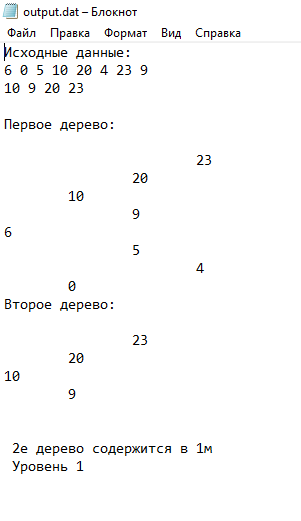 output.dat – Блокнот
Файл Правка Формат Вид Справка
Исходные данные:
6 0 5 10 20 4 23 9
10 9 20 23
Первое дерево:
23
20
10
9
6
5
4
0
Второе дерево:
23
20
10
9
2е дерево содержится в 1м
Уровень 1